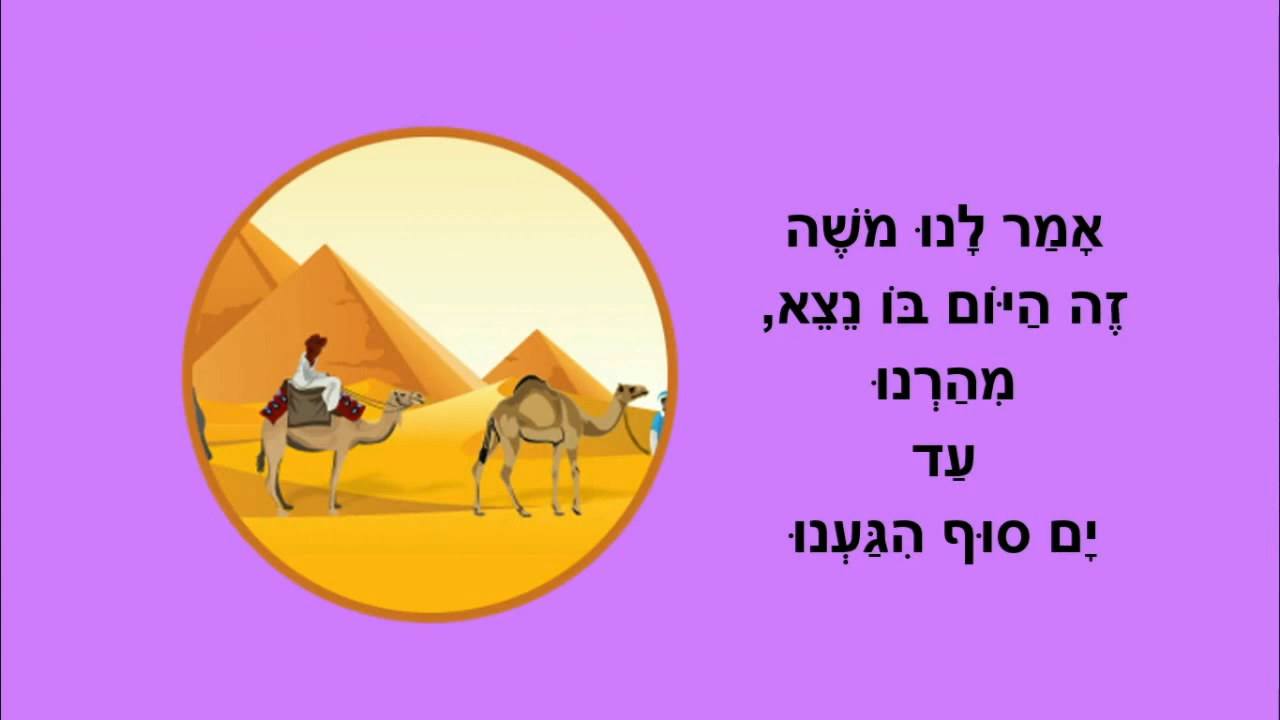 אָמַר לָנוּ מֹשֶׁה
זֶה הַיּוֹם בּוֹ נֵצֵא,
מִהַרְנוּ
עַד
יָם סוּף הִגַּעְנוּ